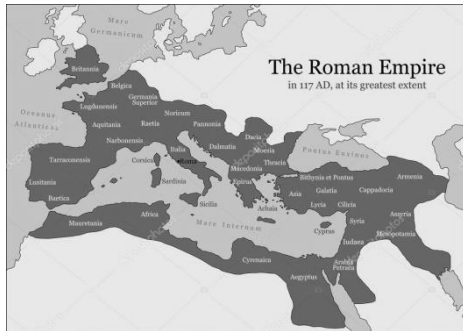 Mare
Germanicum
The Roman Empire
in 117 AD, at its greatest extent
Britannia
Belgica
Germania
Superior
Lugdonensis
Noricum
Oceanus
Atlanticus
Aquitania
Raetia
Pannonia
Dacia
Narbonensis
Italia
Dalmatia
Moesia
Pontus Euxinus
Tarraconensis
Corsica
Roma
Thracia
Macedonia
Bithynia et Pontus
Armenia
Lusitania
Sardinia
Epirus
Asia
Galatia
Cappadocia
Baetica
Sicilia
Achaia
Lycia
Cilicia
Assyria
Mauretania
Africa
Mare Internum
Cyprus
Syria
Mesopotamia
Iudaea
Cyrenaica
Arabia
Petraea
Aegyptus